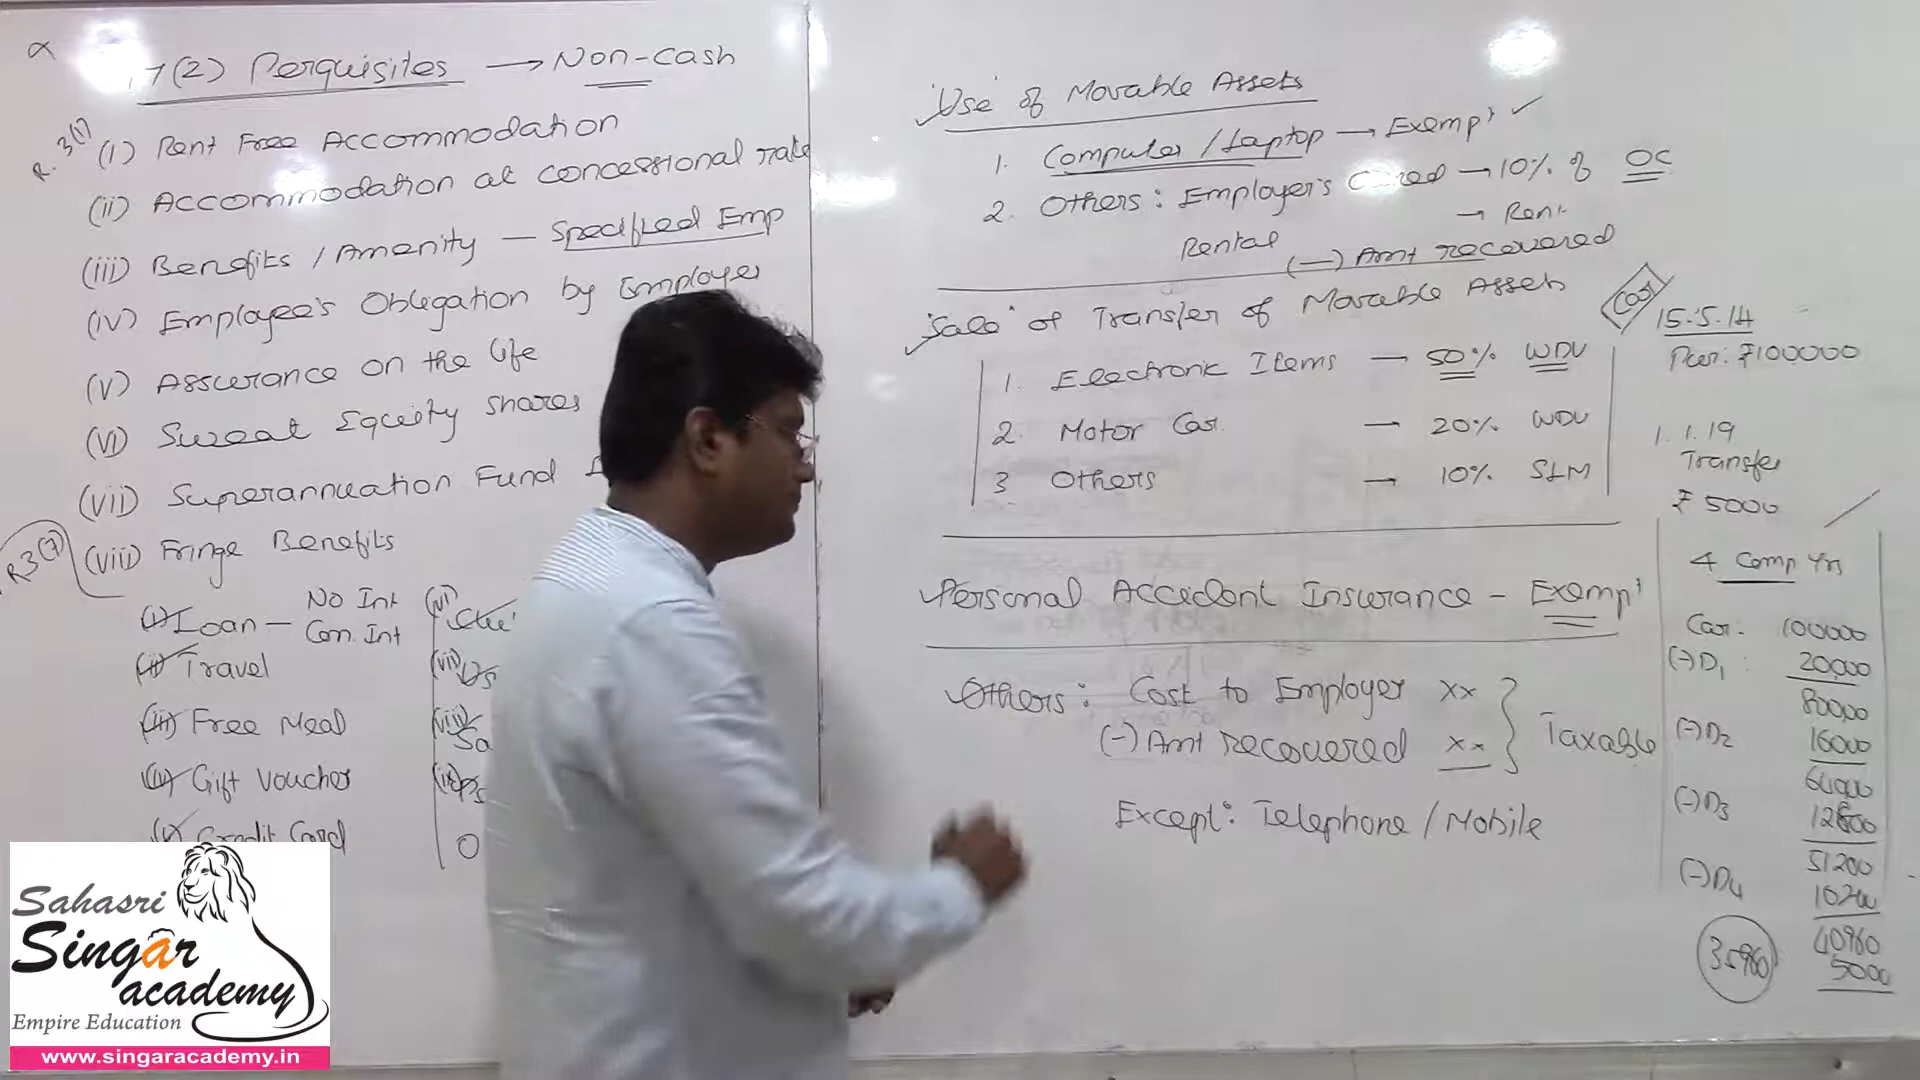 17(2) Perquisites → Non-cash
R. 3(1)
(i) Rent Free Accommodation
(ii) Accommodation at concessional rate
(iii) Benefits / Amenity — Specified Emp
(iv) Employee's Obligation by Employer
(v) Assurance on the life
(vi) Sweat Equity Shares
(vii) Superannuation Fund
R3(7)
(viii) Fringe Benefits
(i) Loan — No Int
Con. Int
(ii) Travel
(iii) Free Meal
(iv) Gift Voucher
(v) Credit Card
(vi)
(vii)
(viii)
(ix)
Use of Movable Assets
1. Computer / Laptop → Exempt ✓
2. Others: Employer's → 10% of OC
Rental → Rent
(—) Amt recovered
Sale or Transfer of Movable Assets
1. Electronic Items → 50% WDV
2. Motor Car → 20% WDV
3 Others → 10% SLM
Personal Accident Insurance - Exempt
Others: Cost to Employer xx
(-) Amt recovered xx
Taxable
Except: Telephone / Mobile
Car
15.5.14
Pur: ₹100000
1.1.19
Transfer
₹ 5000
4 Comp Yrs
Car: 100000
(-) D1: 20,000
80000
(-) D2 16000
64000
(-) D3 12800
51200
(-) D4 10240
40960
5000
35960
Sahasri
Singar
academy
Empire Education
www.singaracademy.in